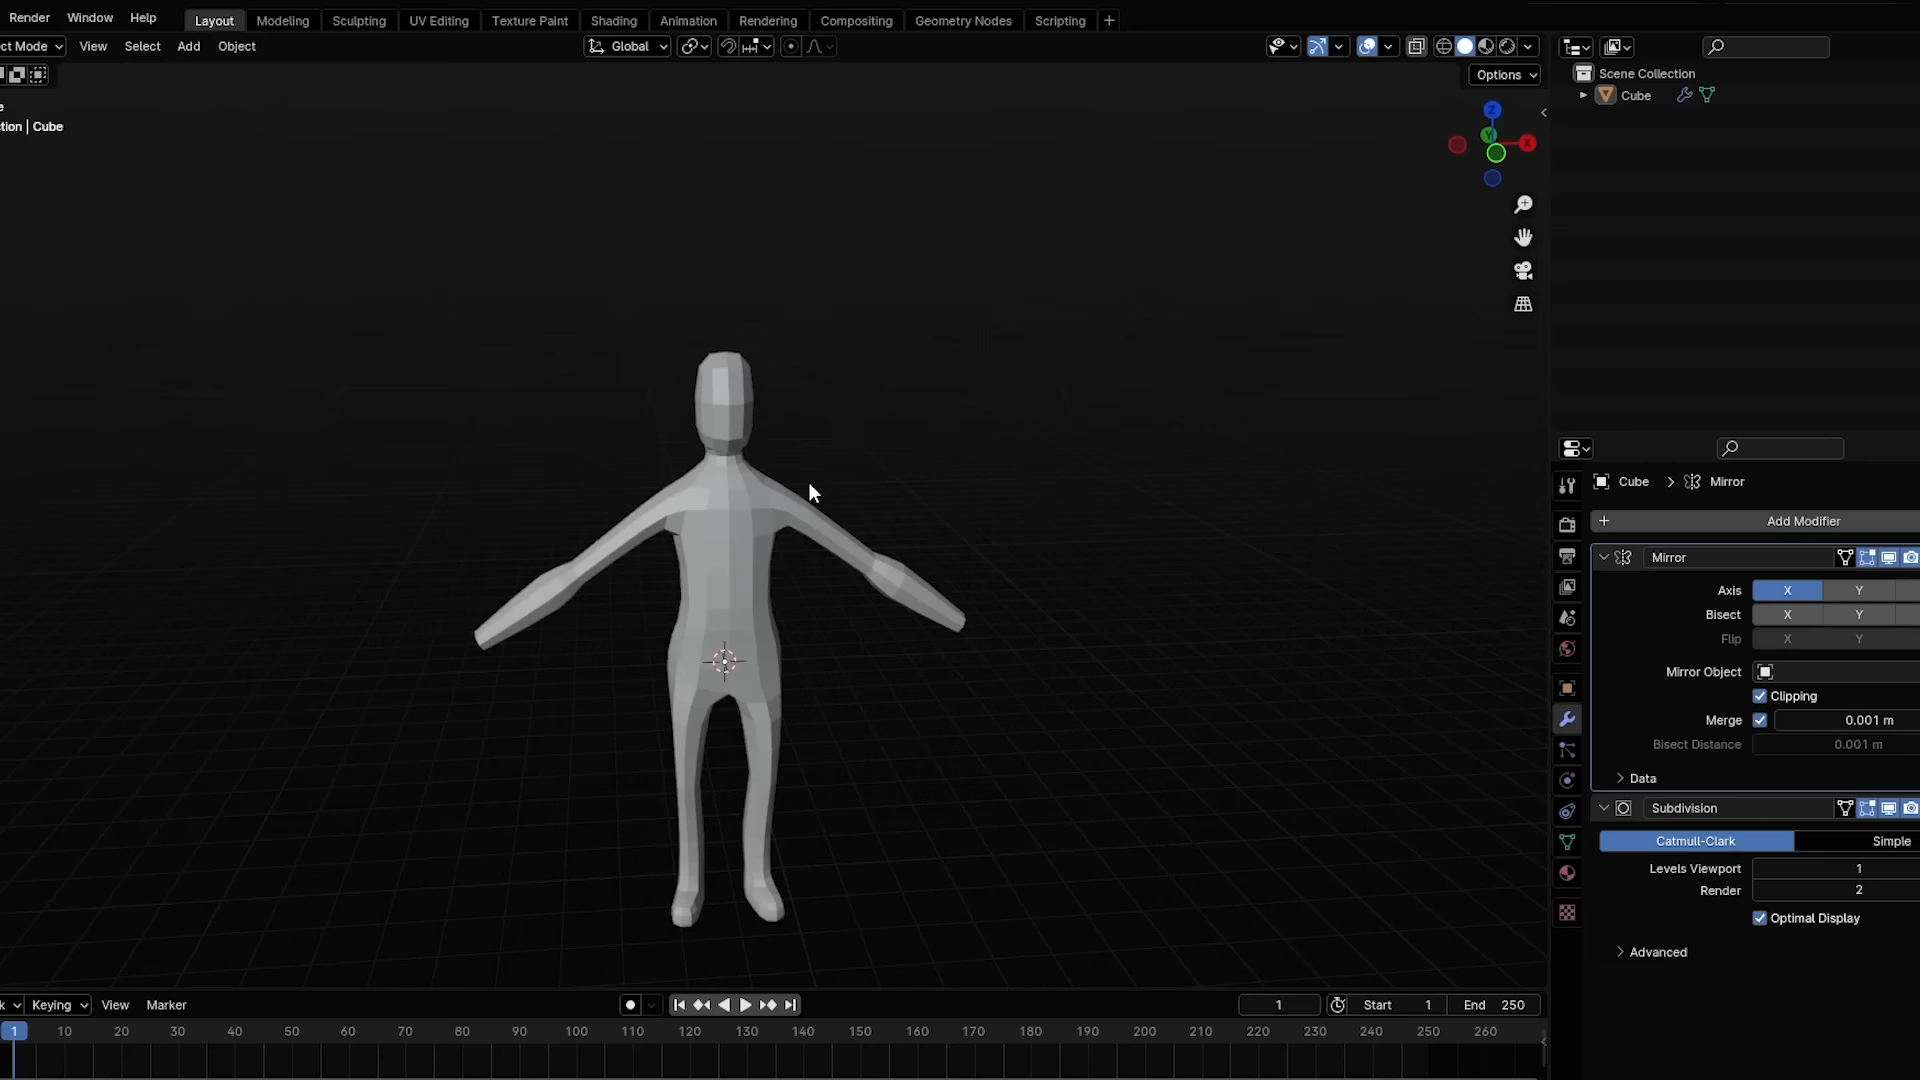 Render Window Help Layout Modeling Sculpting UV Editing Texture Paint Shading Animation Rendering Compositing Geometry Nodes Scripting +
ct Mode View Select Add Object Global
Options
e
tion | Cube
Z
Y
X
Scene Collection
Cube
Cube > Mirror
+ Add Modifier
Mirror
Axis X Y
Bisect X Y
Flip X Y
Mirror Object
Clipping
Merge 0.001 m
Bisect Distance 0.001 m
Data
Subdivision
Catmull-Clark Simple
Levels Viewport 1
Render 2
Optimal Display
Advanced
k Keying View Marker 1 Start 1 End 250
1 10 20 30 40 50 60 70 80 90 100 110 120 130 140 150 160 170 180 190 200 210 220 230 240 250 260